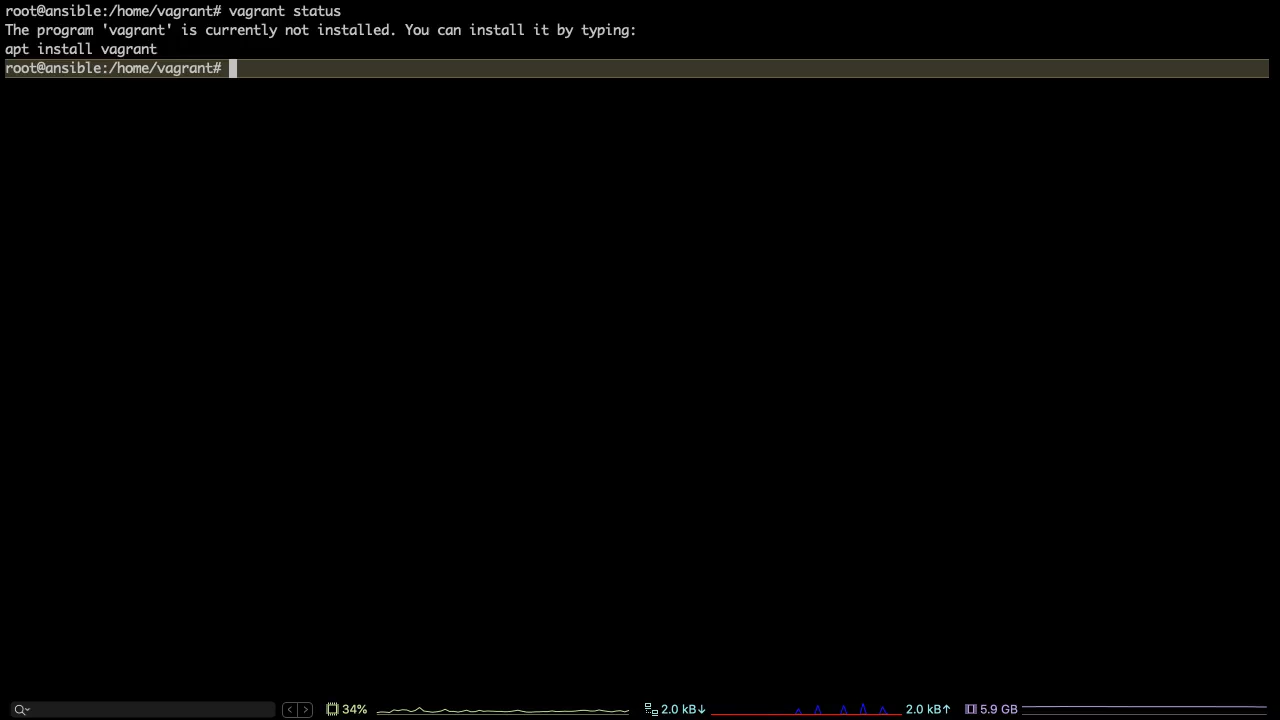 root@ansible:/home/vagrant# vagrant status
The program 'vagrant' is currently not installed. You can install it by typing:
apt install vagrant
root@ansible:/home/vagrant#
34% 2.0 kB↓ 2.0 kB↑ 5.9 GB